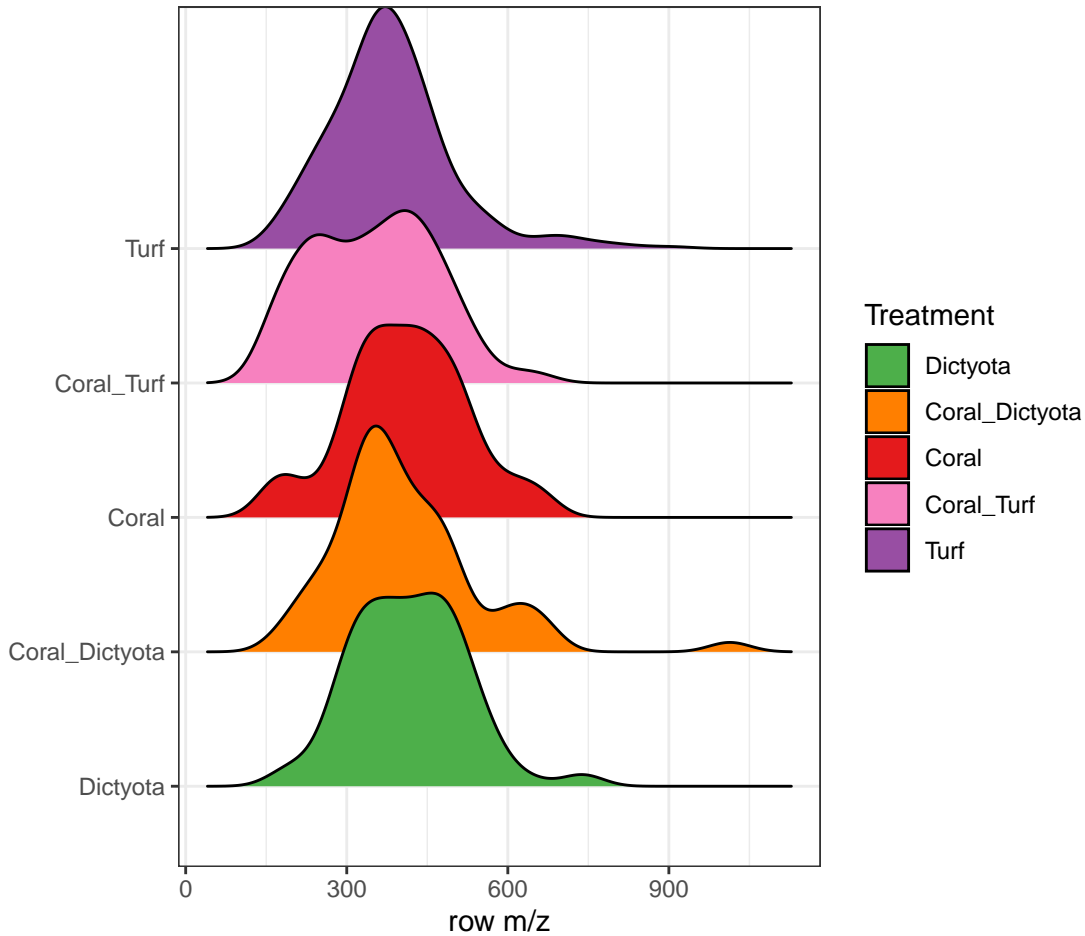 Turf
Coral_Turf
Coral
Coral_Dictyota
Dictyota
0 300 600 900
row m/z
Treatment
Dictyota
Coral_Dictyota
Coral
Coral_Turf
Turf